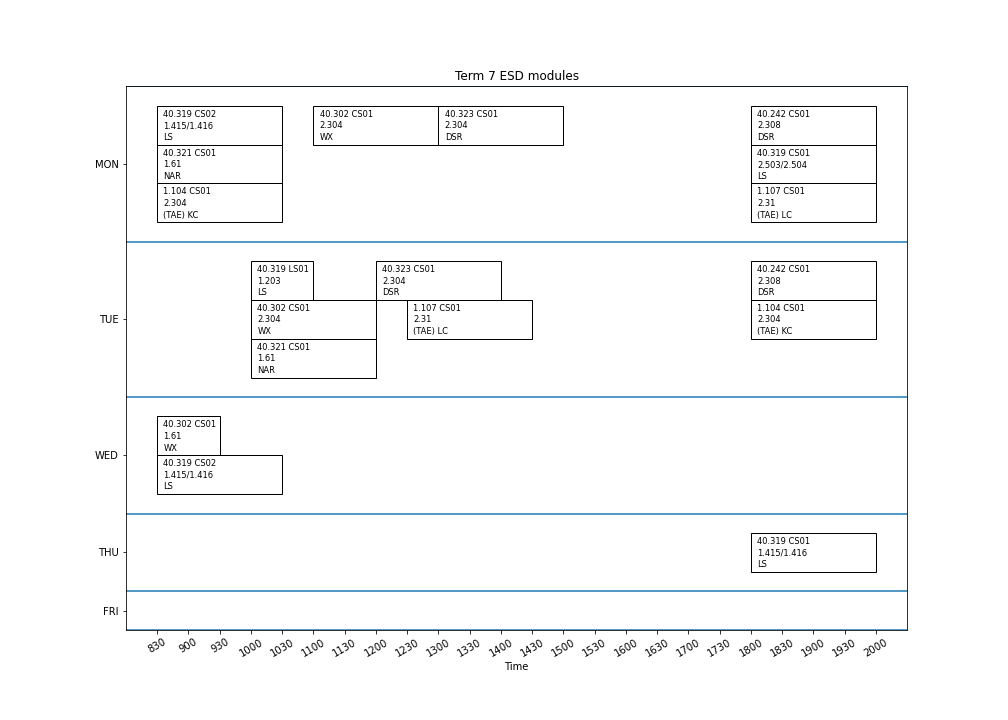 Term 7 ESD modules
MON
40.319 CS02
1.415/1.416
LS
40.321 CS01
1.61
NAR
1.104 CS01
2.304
(TAE) KC
40.302 CS01
2.304
WX
40.323 CS01
2.304
DSR
40.242 CS01
2.308
DSR
40.319 CS01
2.503/2.504
LS
1.107 CS01
2.31
(TAE) LC
TUE
40.319 LS01
1.203
LS
40.302 CS01
2.304
WX
40.321 CS01
1.61
NAR
40.323 CS01
2.304
DSR
1.107 CS01
2.31
(TAE) LC
40.242 CS01
2.308
DSR
1.104 CS01
2.304
(TAE) KC
WED
40.302 CS01
1.61
WX
40.319 CS02
1.415/1.416
LS
THU
40.319 CS01
1.415/1.416
LS
FRI
830 900 930 1000 1030 1100 1130 1200 1230 1300 1330 1400 1430 1500 1530 1600 1630 1700 1730 1800 1830 1900 1930 2000
Time